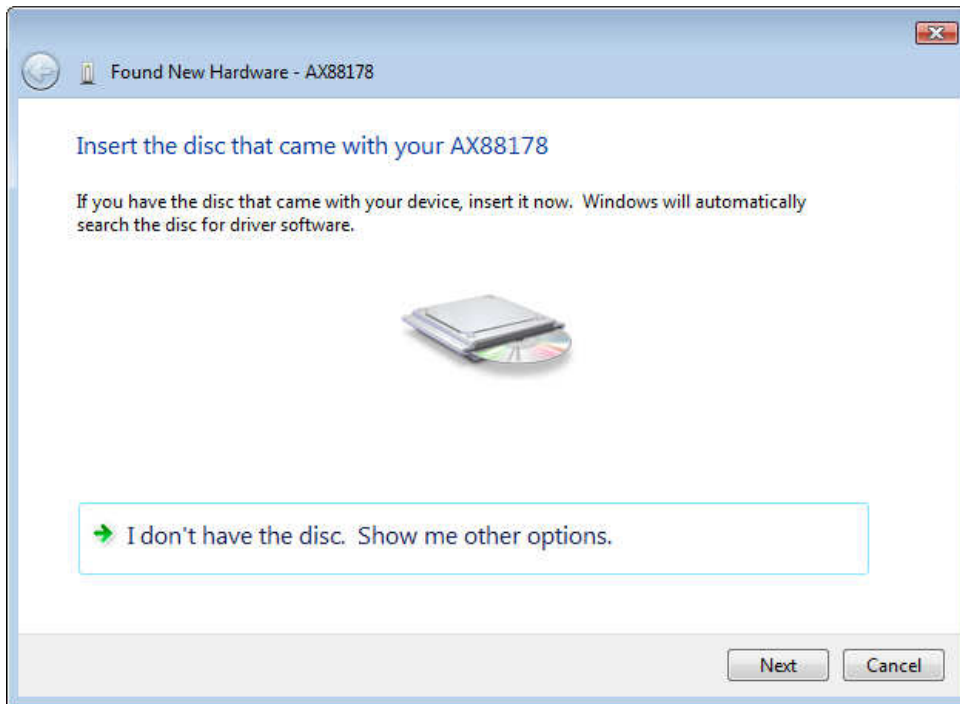 Found New Hardware - AX88178
Insert the disc that came with your AX88178
If you have the disc that came with your device, insert it now.  Windows will automatically
search the disc for driver software.
I don't have the disc.  Show me other options.
Next Cancel